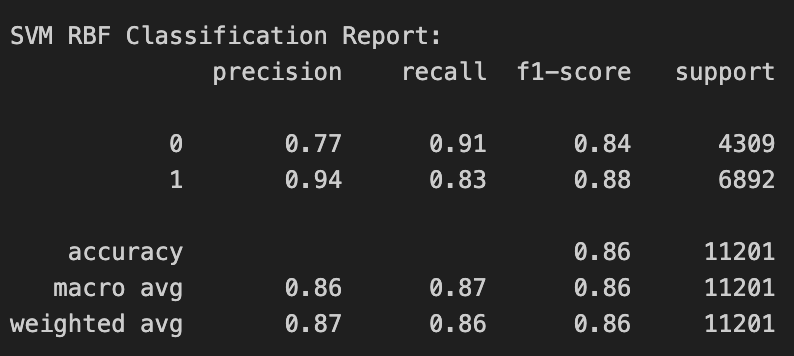 SVM RBF Classification Report:
precision recall f1-score support
0 0.77 0.91 0.84 4309
1 0.94 0.83 0.88 6892
accuracy 0.86 11201
macro avg 0.86 0.87 0.86 11201
weighted avg 0.87 0.86 0.86 11201